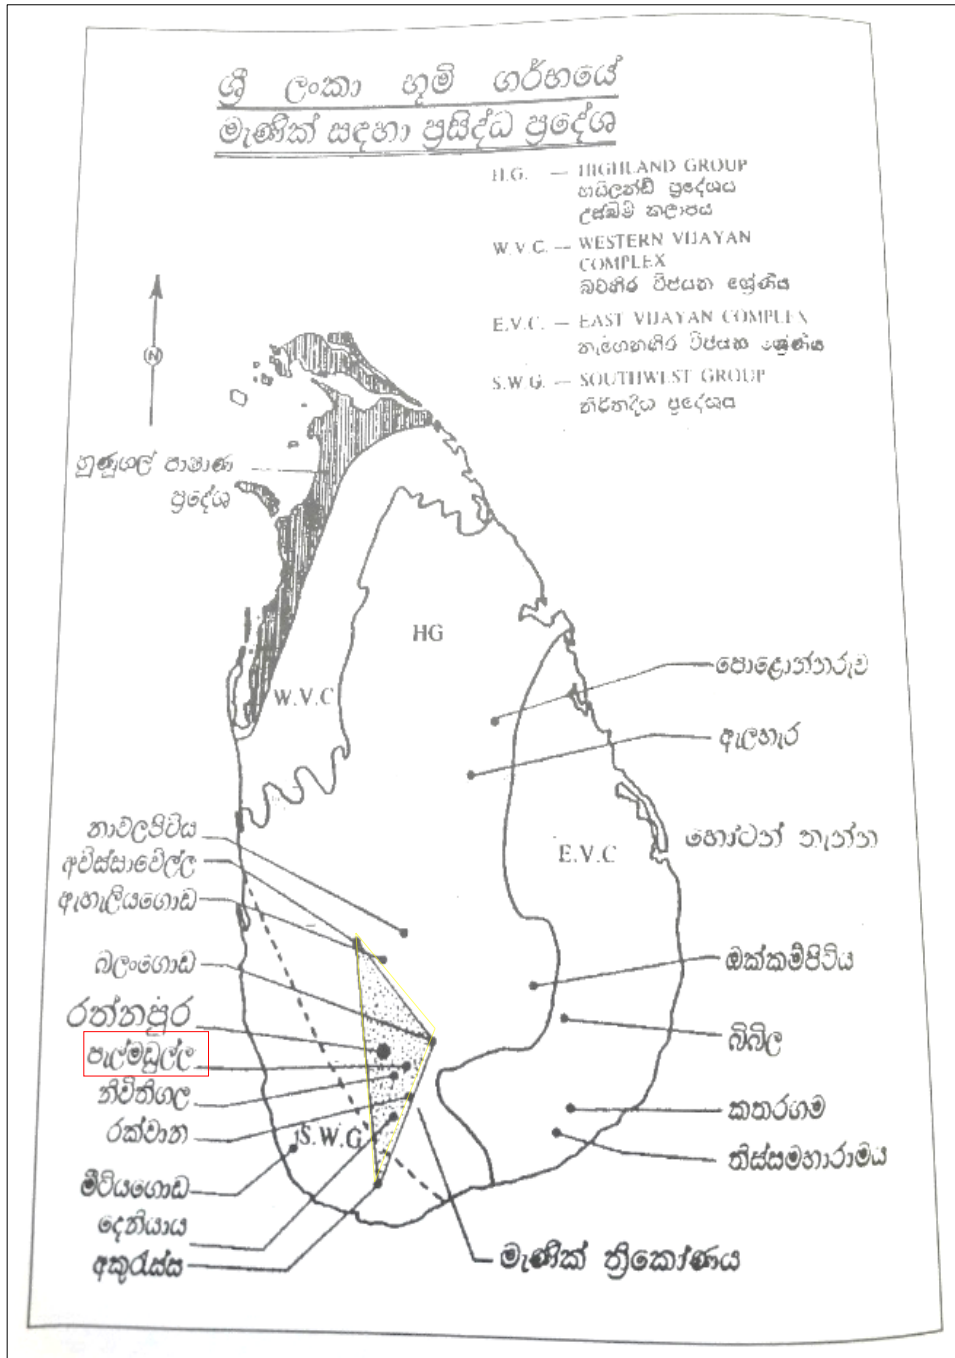 ශ්‍රී ලංකා භූමි ගර්භයේ
මැණික් සඳහා ප්‍රසිද්ධ ප්‍රදේශ
H.G. — HIGHLAND GROUP
හයිලන්ඩ් ප්‍රදේශය
උස්බිම් කලාපය
W.V.C. — WESTERN VIJAYAN
COMPLEX
බටහිර විජයන ශ්‍රේණිය
E.V.C. — EAST VIJAYAN COMPLEX
නැගෙනහිර විජයන ශ්‍රේණිය
S.W.G. — SOUTHWEST GROUP
නිරිතදිග ප්‍රදේශය
N
හුණුගල් පාෂාණ
ප්‍රදේශ
HG
W.V.C
E.V.C
S.W.G
පොළොන්නරුව
ඇලහැර
හෝටන් තැන්න
ඔක්කම්පිටිය
බිබිල
කතරගම
තිස්සමහාරාමය
මැණික් ත්‍රිකෝණය
නාවලපිටිය
අවිස්සාවේල්ල
ඇහැලියගොඩ
බලංගොඩ
රත්නපුර
පැල්මඩුල්ල
නිවිතිගල
රක්වාන
මීටියගොඩ
දෙනියාය
අකුරැස්ස